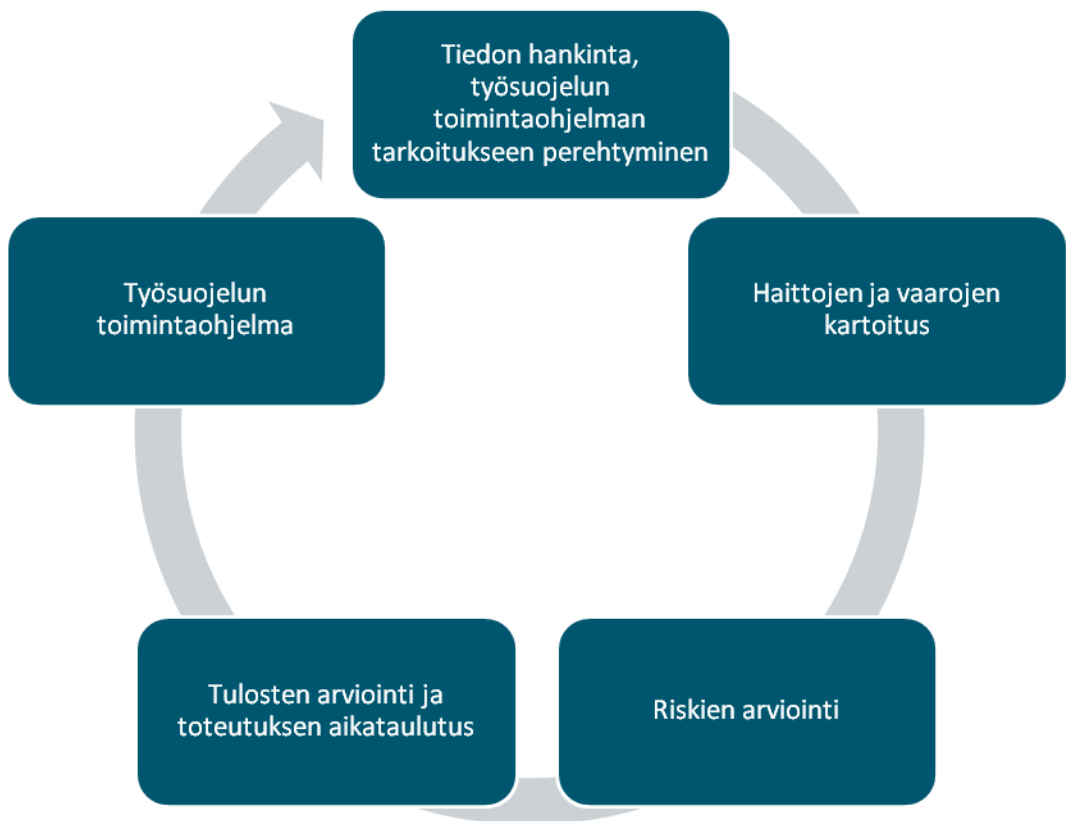 Tiedon hankinta,
työsuojelun
toimintaohjelman
tarkoitukseen perehtyminen
Haittojen ja vaarojen
kartoitus
Riskien arviointi
Tulosten arviointi ja
toteutuksen aikataulutus
Työsuojelun
toimintaohjelma